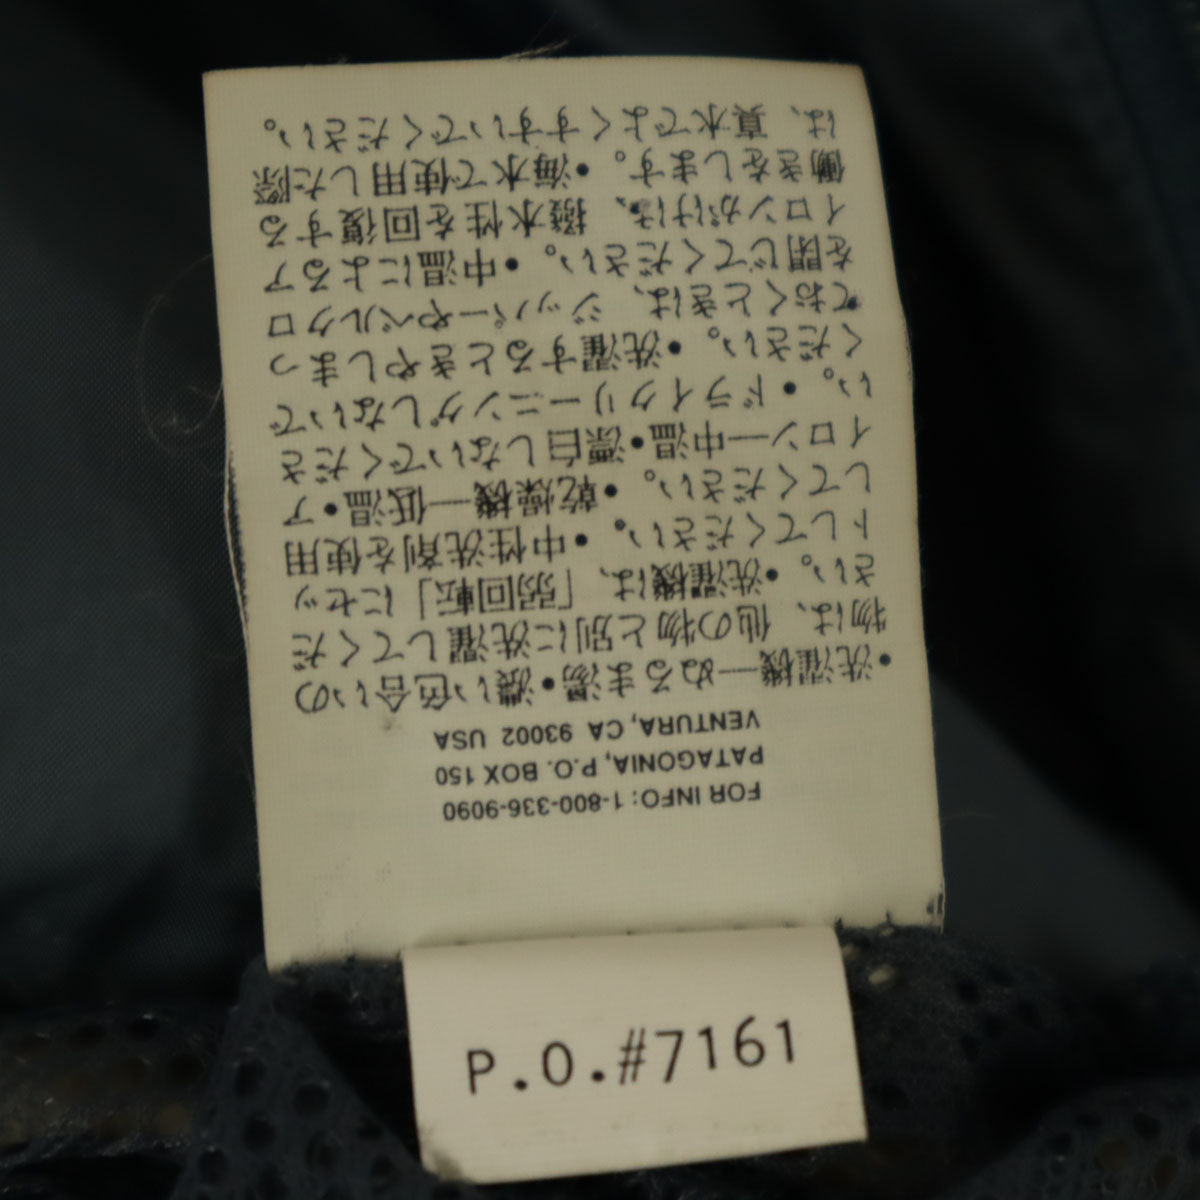 FOR INFO: 1-800-336-9090
PATAGONIA, P.O. BOX 150
VENTURA, CA 93002 USA
•洗濯機―ぬるま湯•濃い色合いの
物は、他の物と別に洗濯してくだ
さい。•洗濯機は、「弱回転」にセッ
トしてください。•中性洗剤を使用
してください。•乾燥機―低温•ア
イロン―中温•漂白しないでくださ
い。•ドライクリーニングしないで
ください。•洗濯するときやしまっ
ておくときは、ジッパーやベルクロ
を閉じてください。•中温によるア
イロンがけは、撥水性を回復する
働きをします。•海水で使用した際
は、真水でよくすすいでください。
P.O.#7161